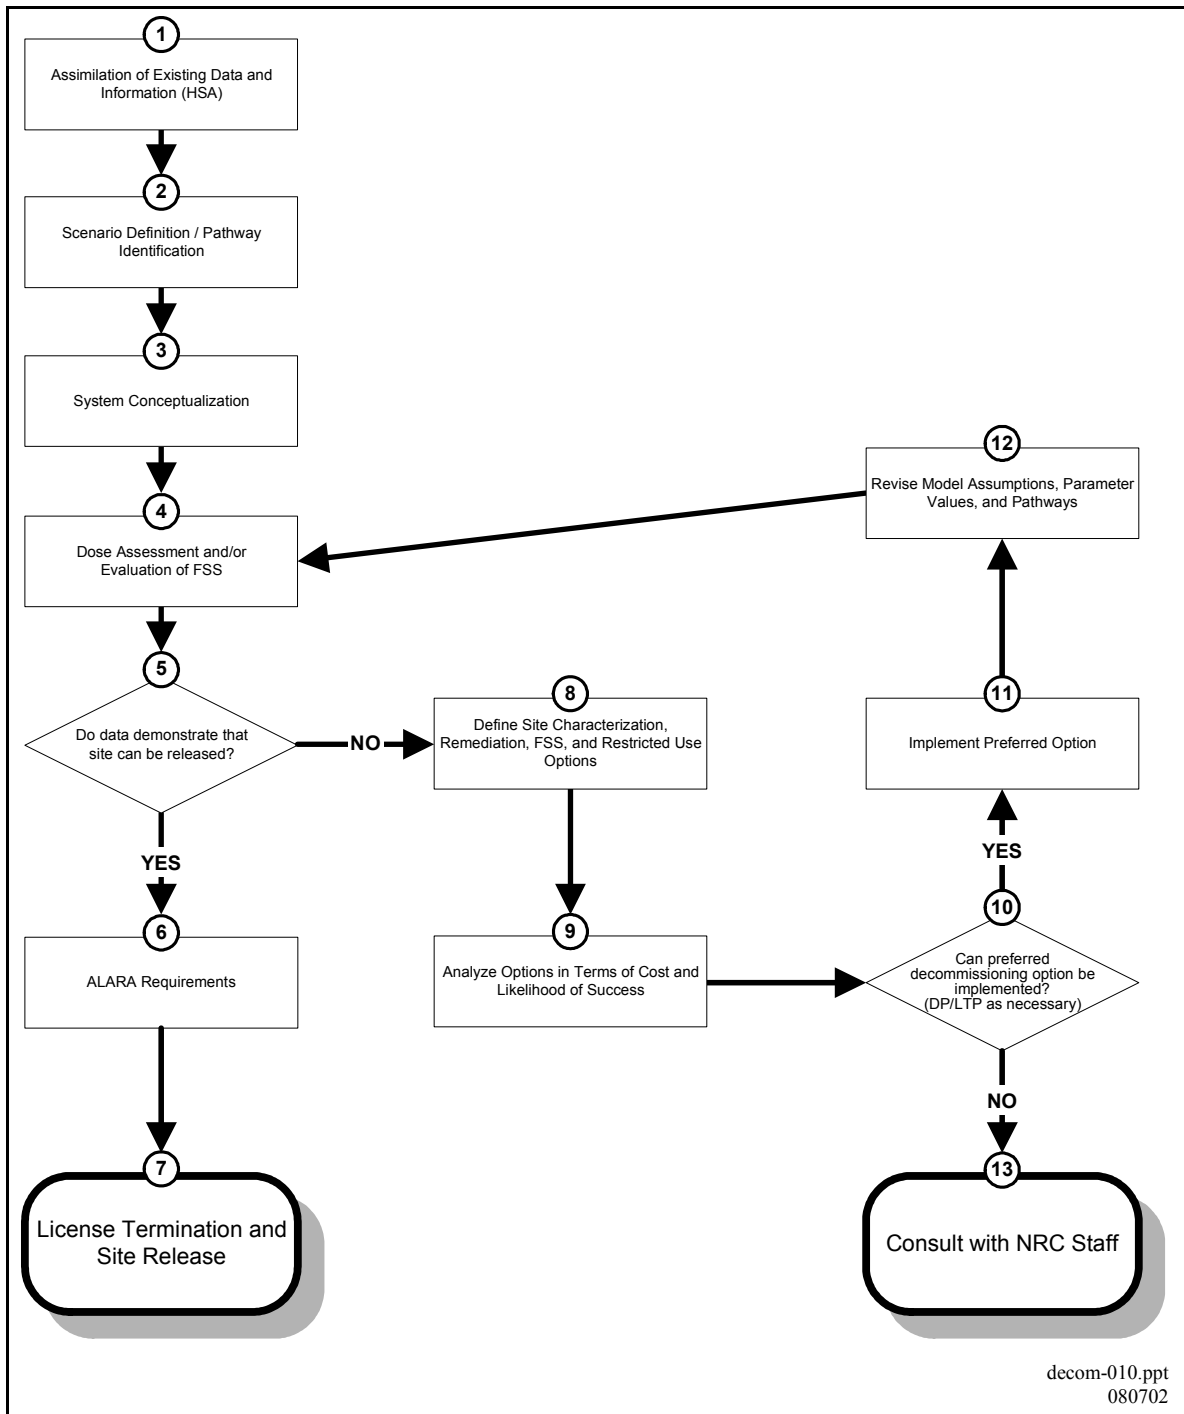 1
Assimilation of Existing Data and
Information (HSA)
2
Scenario Definition / Pathway
Identification
3
System Conceptualization
4
Dose Assessment and/or
Evaluation of FSS
5
Do data demonstrate that
site can be released?
NO
YES
6
ALARA Requirements
7
License Termination and
Site Release
8
Define Site Characterization,
Remediation, FSS, and Restricted Use
Options
9
Analyze Options in Terms of Cost and
Likelihood of Success
10
Can preferred
decommissioning option be
implemented?
(DP/LTP as necessary)
YES
11
Implement Preferred Option
12
Revise Model Assumptions, Parameter
Values, and Pathways
NO
13
Consult with NRC Staff
decom-010.ppt
080702